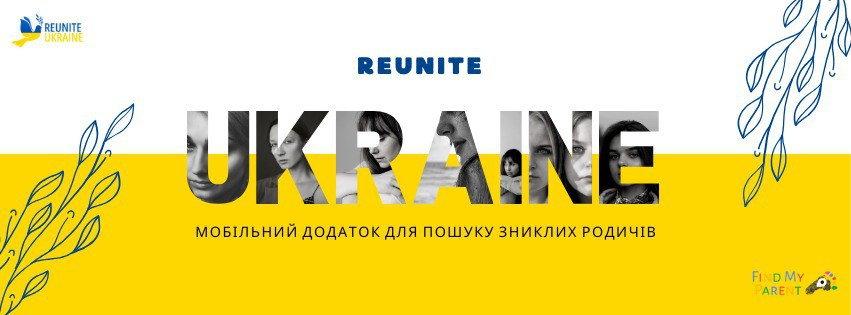 REUNITE
UKRAINE
REUNITE
UKRAINE
МОБІЛЬНИЙ ДОДАТОК ДЛЯ ПОШУКУ ЗНИКЛИХ РОДИЧІВ
FIND MY
PARENT